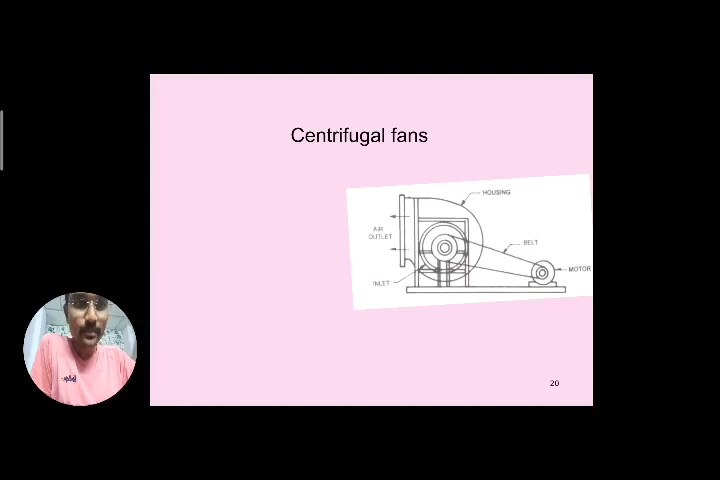 Centrifugal fans
HOUSING
AIR
OUTLET
BELT
MOTOR
INLET
20